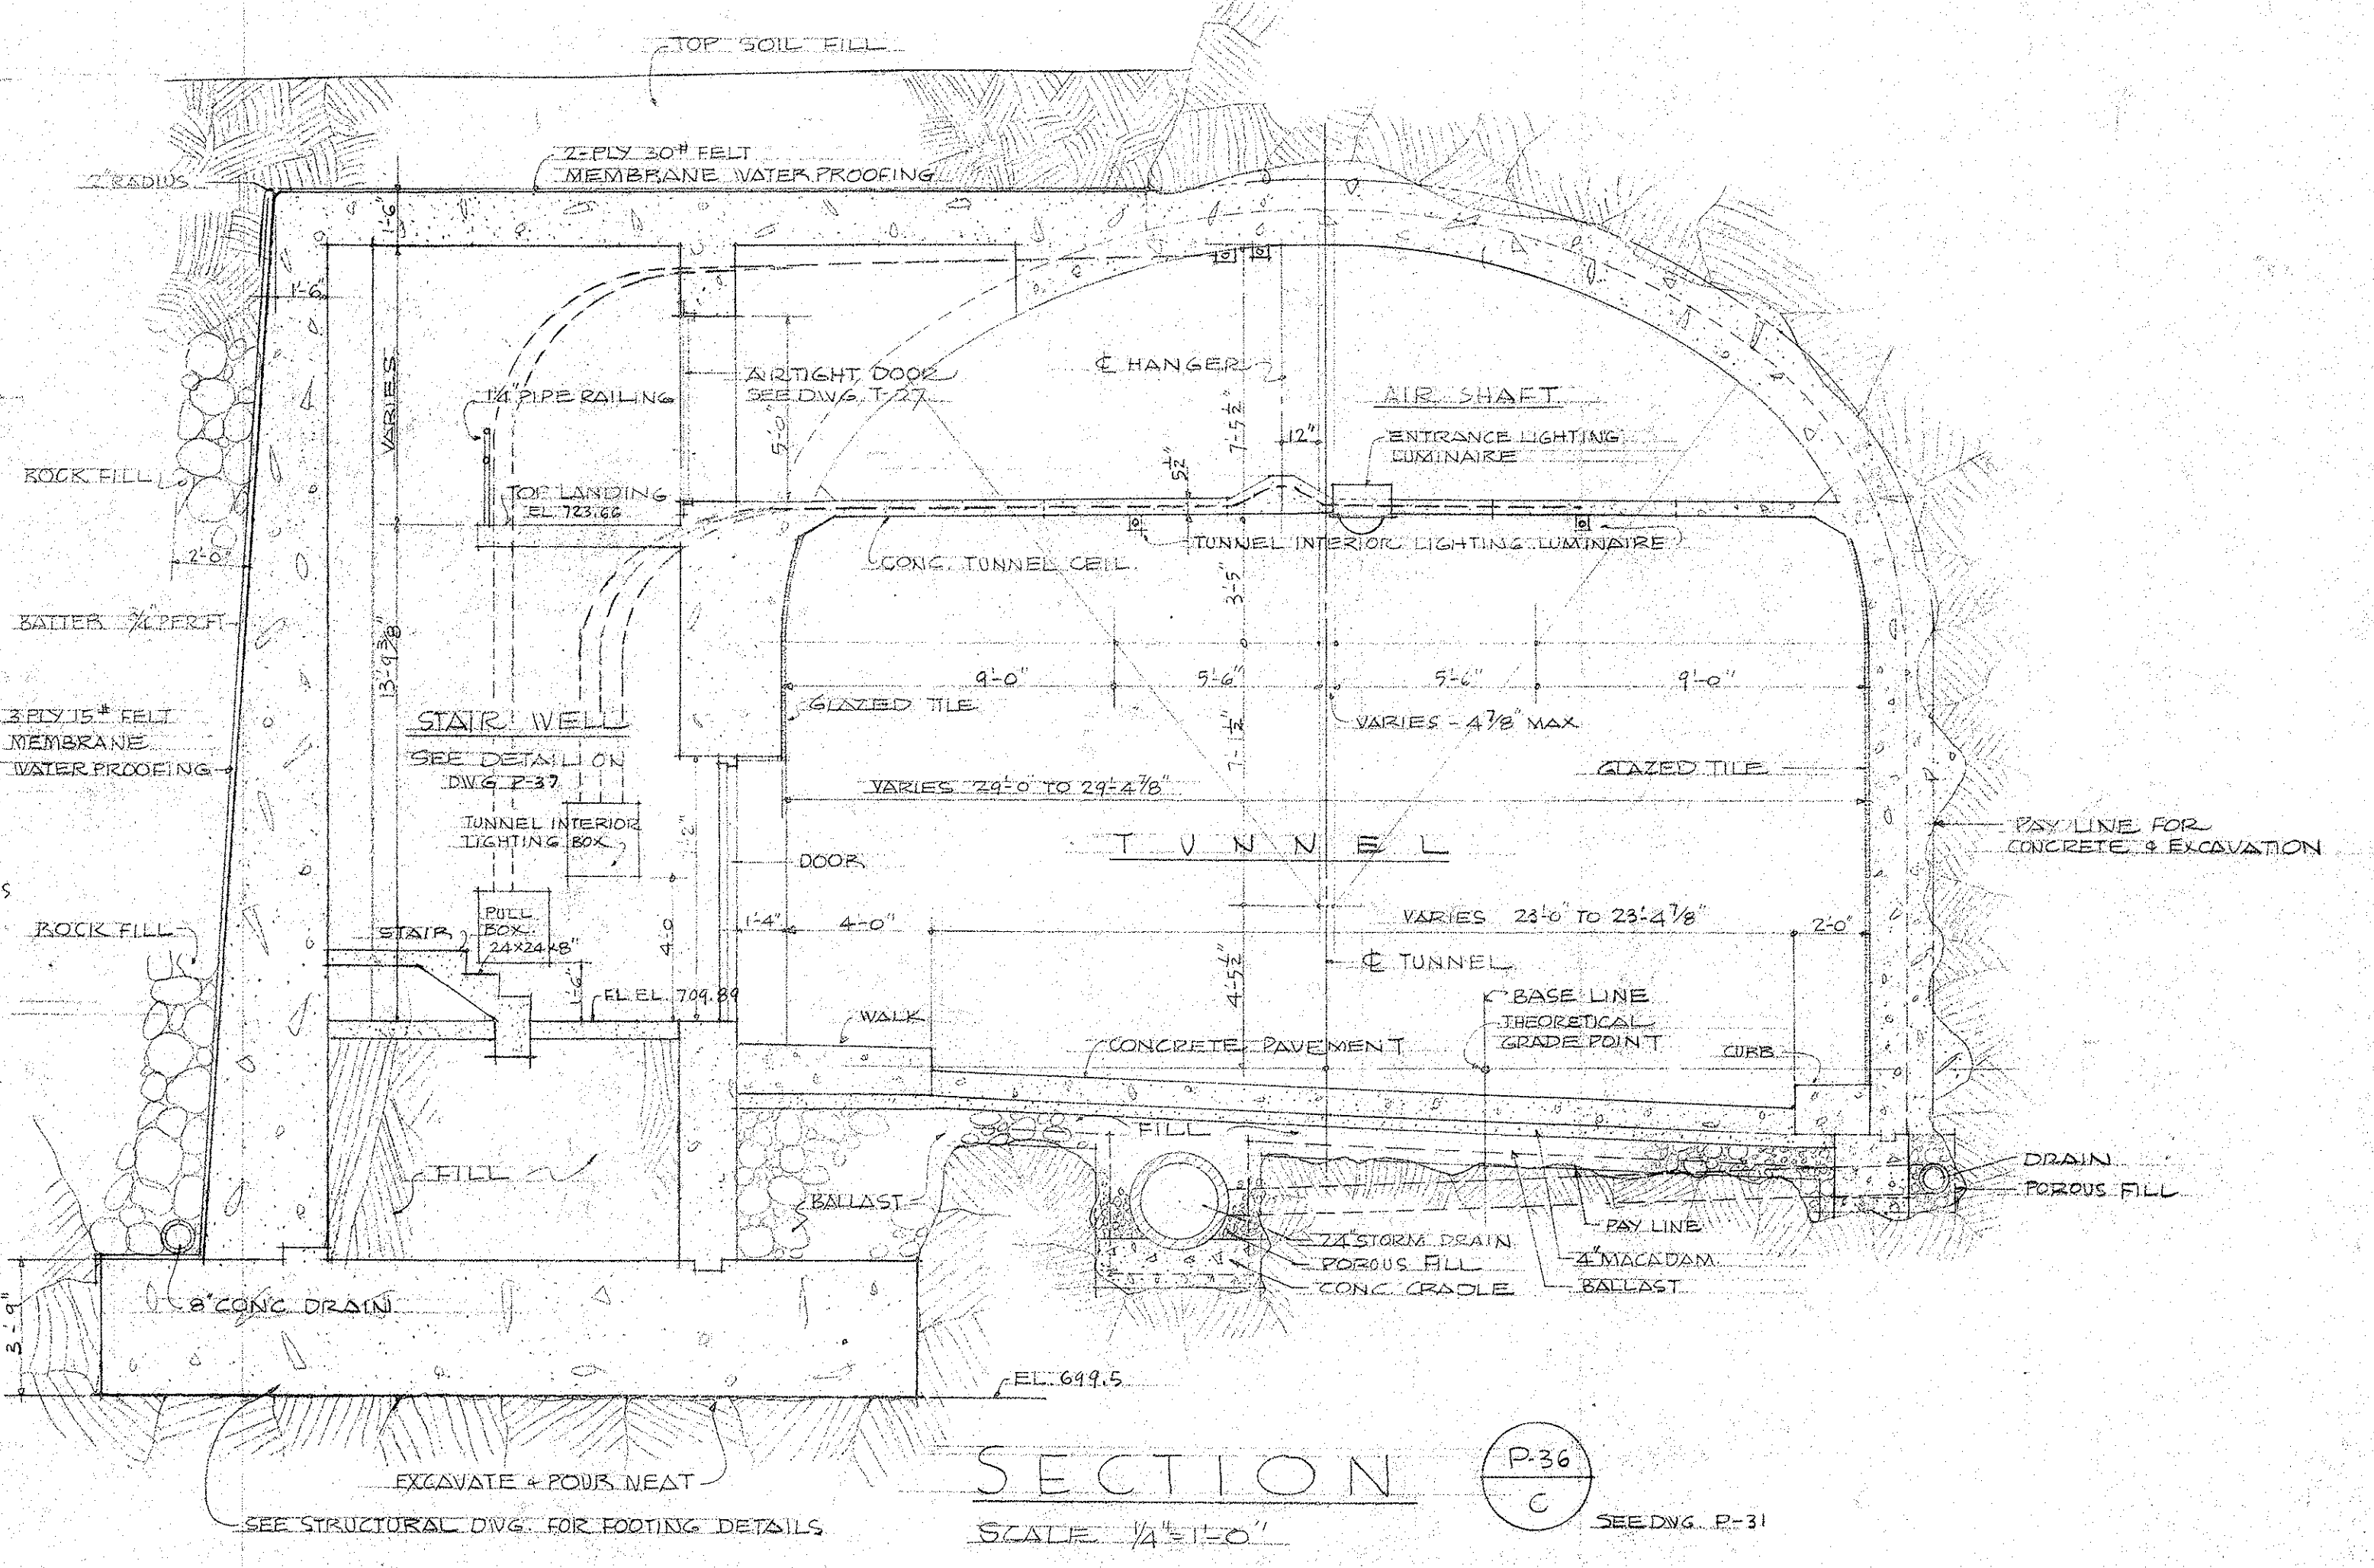 TOP SOIL FILL
2-PLY 30# FELT
MEMBRANE WATERPROOFING
2" RADIUS
1'-6"
1'-6"
VARIES
1¼" PIPE RAILING
AIRTIGHT DOOR
SEE DWG. T-27
5'-0"
℄ HANGER
7'-5½"
12"
5½"
AIR SHAFT
ENTRANCE LIGHTING
LUMINAIRE
ROCK FILL
TOP LANDING
EL. 723.66
2'-0"
TUNNEL INTERIOR LIGHTING LUMINAIRE
CONC. TUNNEL CEIL.
3'-5"
BATTER ¾" PER FT.
13'-9⅜"
9'-0"
5'-6"
5'-6"
9'-0"
3 PLY 15# FELT
MEMBRANE
WATERPROOFING
GLAZED TILE
STAIR WELL
SEE DETAIL ON
DWG P-37
VARIES - 4⅞" MAX
GLAZED TILE
VARIES 29'-0" TO 29'-4⅞"
TUNNEL INTERIOR
LIGHTING BOX
TUNNEL
DOOR
PAY LINE FOR
CONCRETE & EXCAVATION
S
ROCK FILL
STAIR
PULL
BOX
24X24X8"
4'-0
1'-4"
4'-0"
VARIES 23'-0" TO 23'-4⅞"
2'-0"
℄ TUNNEL
4'-5½"
1'-6"
FL. EL. 709.89
WALK
BASE LINE
THEORETICAL
GRADE POINT
CONCRETE PAVEMENT
CURB
FILL
FILL
BALLAST
DRAIN
POROUS FILL
PAY LINE
24" STORM DRAIN
POROUS FILL
CONC CRADLE
4" MACADAM
BALLAST
8" CONC DRAIN
3'-9"
EL. 699.5
EXCAVATE & POUR NEAT
SEE STRUCTURAL DWG. FOR FOOTING DETAILS
SECTION
SCALE ¼"=1'-0"
P-36
C
SEE DWG P-31